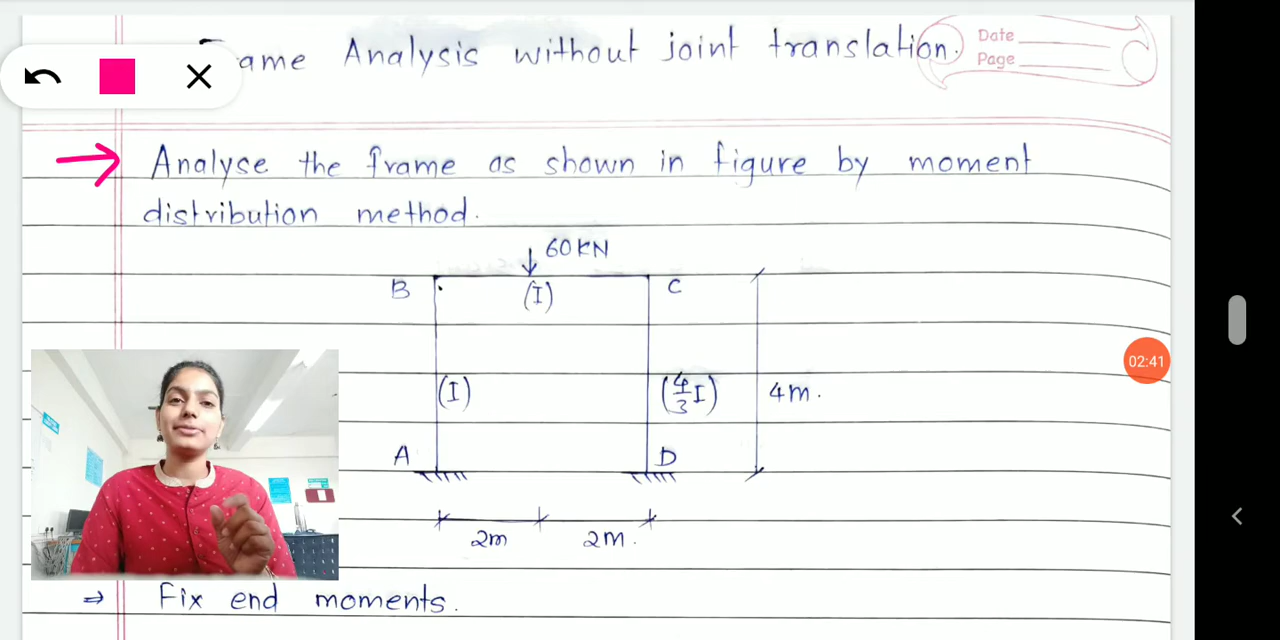 ame Analysis without joint translation.
Date
Page
→ Analyse the frame as shown in figure by moment
distribution method.
↓ 60 KN
B (I) C
(I) (4/3 I) 4m.
A D
2m 2m.
⇒ Fix end moments.
02:41